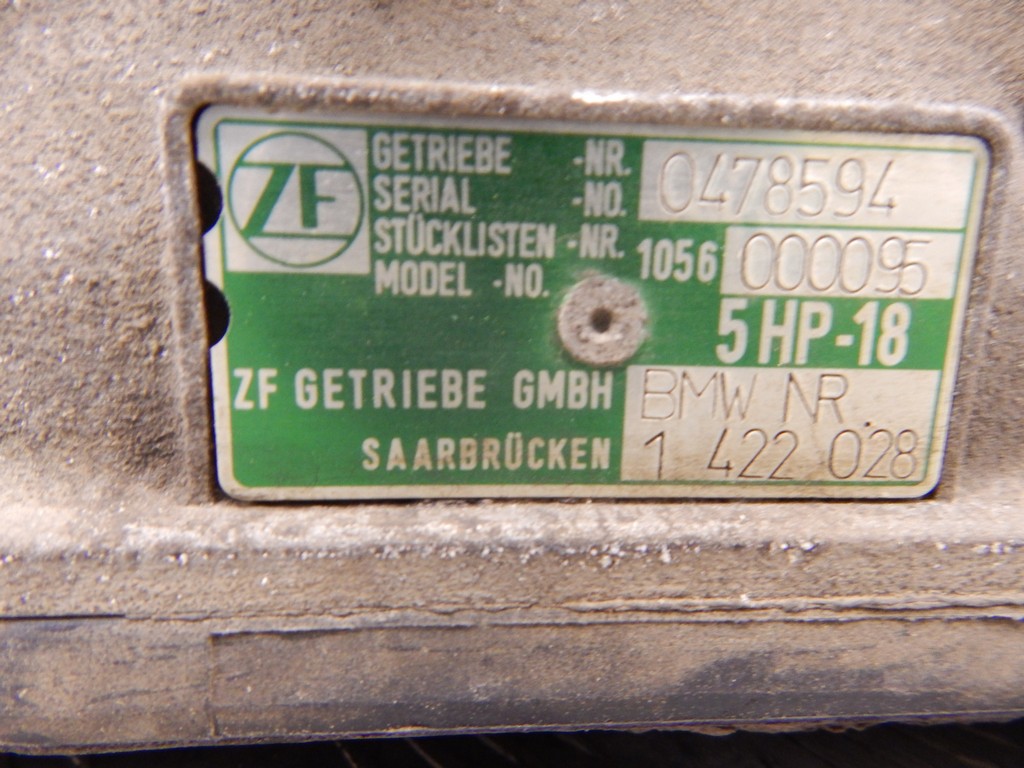 ZF
GETRIEBE -NR. 0478594
SERIAL -NO.
STÜCKLISTEN -NR. 1056 000095
MODEL -NO.
5 HP-18
ZF GETRIEBE GMBH BMW NR.
SAARBRÜCKEN 1 422 028